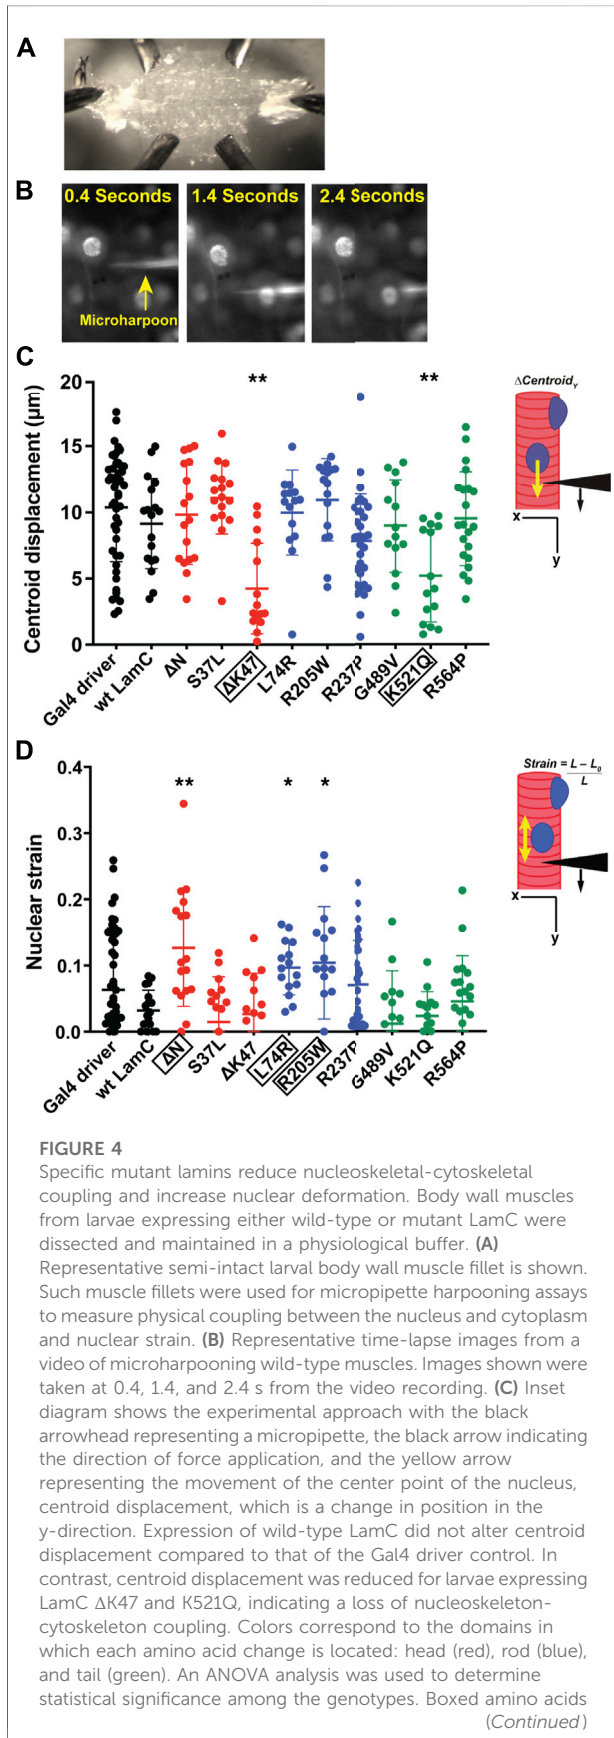 A
B
0.4 Seconds
1.4 Seconds
2.4 Seconds
Microharpoon
C
Centroid displacement (µm)
20
15
10
5
0
**
**
Gal4 driver
wt LamC
ΔN
S37L
ΔK47
L74R
R205W
R237P
G489V
K521Q
R564P
ΔCentroidY
x
y
D
Nuclear strain
0.4
0.3
0.2
0.1
0.0
**
*
*
Gal4 driver
wt LamC
ΔN
S37L
ΔK47
L74R
R205W
R237P
G489V
K521Q
R564P
Strain = L – L0
L
x
y
FIGURE 4
Specific mutant lamins reduce nucleoskeletal-cytoskeletal
coupling and increase nuclear deformation. Body wall muscles
from larvae expressing either wild-type or mutant LamC were
dissected and maintained in a physiological buffer. (A)
Representative semi-intact larval body wall muscle fillet is shown.
Such muscle fillets were used for micropipette harpooning assays
to measure physical coupling between the nucleus and cytoplasm
and nuclear strain. (B) Representative time-lapse images from a
video of microharpooning wild-type muscles. Images shown were
taken at 0.4, 1.4, and 2.4 s from the video recording. (C) Inset
diagram shows the experimental approach with the black
arrowhead representing a micropipette, the black arrow indicating
the direction of force application, and the yellow arrow
representing the movement of the center point of the nucleus,
centroid displacement, which is a change in position in the
y-direction. Expression of wild-type LamC did not alter centroid
displacement compared to that of the Gal4 driver control. In
contrast, centroid displacement was reduced for larvae expressing
LamC ΔK47 and K521Q, indicating a loss of nucleoskeleton-
cytoskeleton coupling. Colors correspond to the domains in
which each amino acid change is located: head (red), rod (blue),
and tail (green). An ANOVA analysis was used to determine
statistical significance among the genotypes. Boxed amino acids
(Continued)